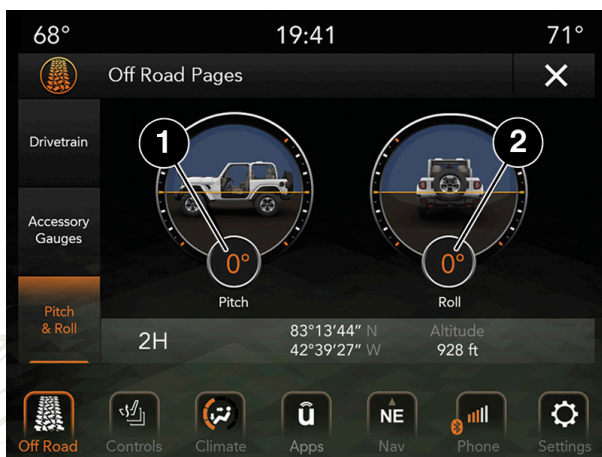 68°
19:41
71°
Off Road Pages
Drivetrain
1
2
Accessory
Gauges
0°
0°
Pitch
Roll
Pitch
& Roll
2H
83°13'44" N
42°39'27" W
Altitude
928 ft
û
NE
Off Road
Controls
Climate
Apps
Nav
Phone
Settings